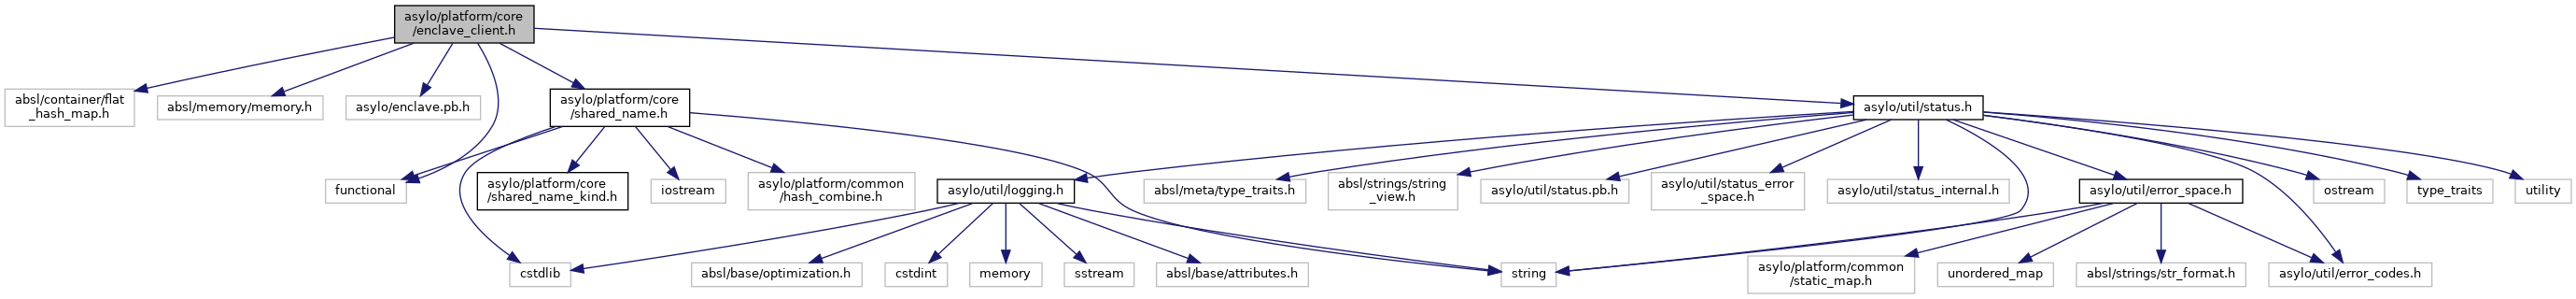 asylo/platform/core
/enclave_client.h
absl/container/flat
_hash_map.h
absl/memory/memory.h
asylo/enclave.pb.h
asylo/platform/core
/shared_name.h
asylo/util/status.h
functional
asylo/platform/core
/shared_name_kind.h
iostream
asylo/platform/common
/hash_combine.h
asylo/util/logging.h
absl/meta/type_traits.h
absl/strings/string
_view.h
asylo/util/status.pb.h
asylo/util/status_error
_space.h
asylo/util/status_internal.h
asylo/util/error_space.h
ostream
type_traits
utility
cstdlib
absl/base/optimization.h
cstdint
memory
sstream
absl/base/attributes.h
string
asylo/platform/common
/static_map.h
unordered_map
absl/strings/str_format.h
asylo/util/error_codes.h